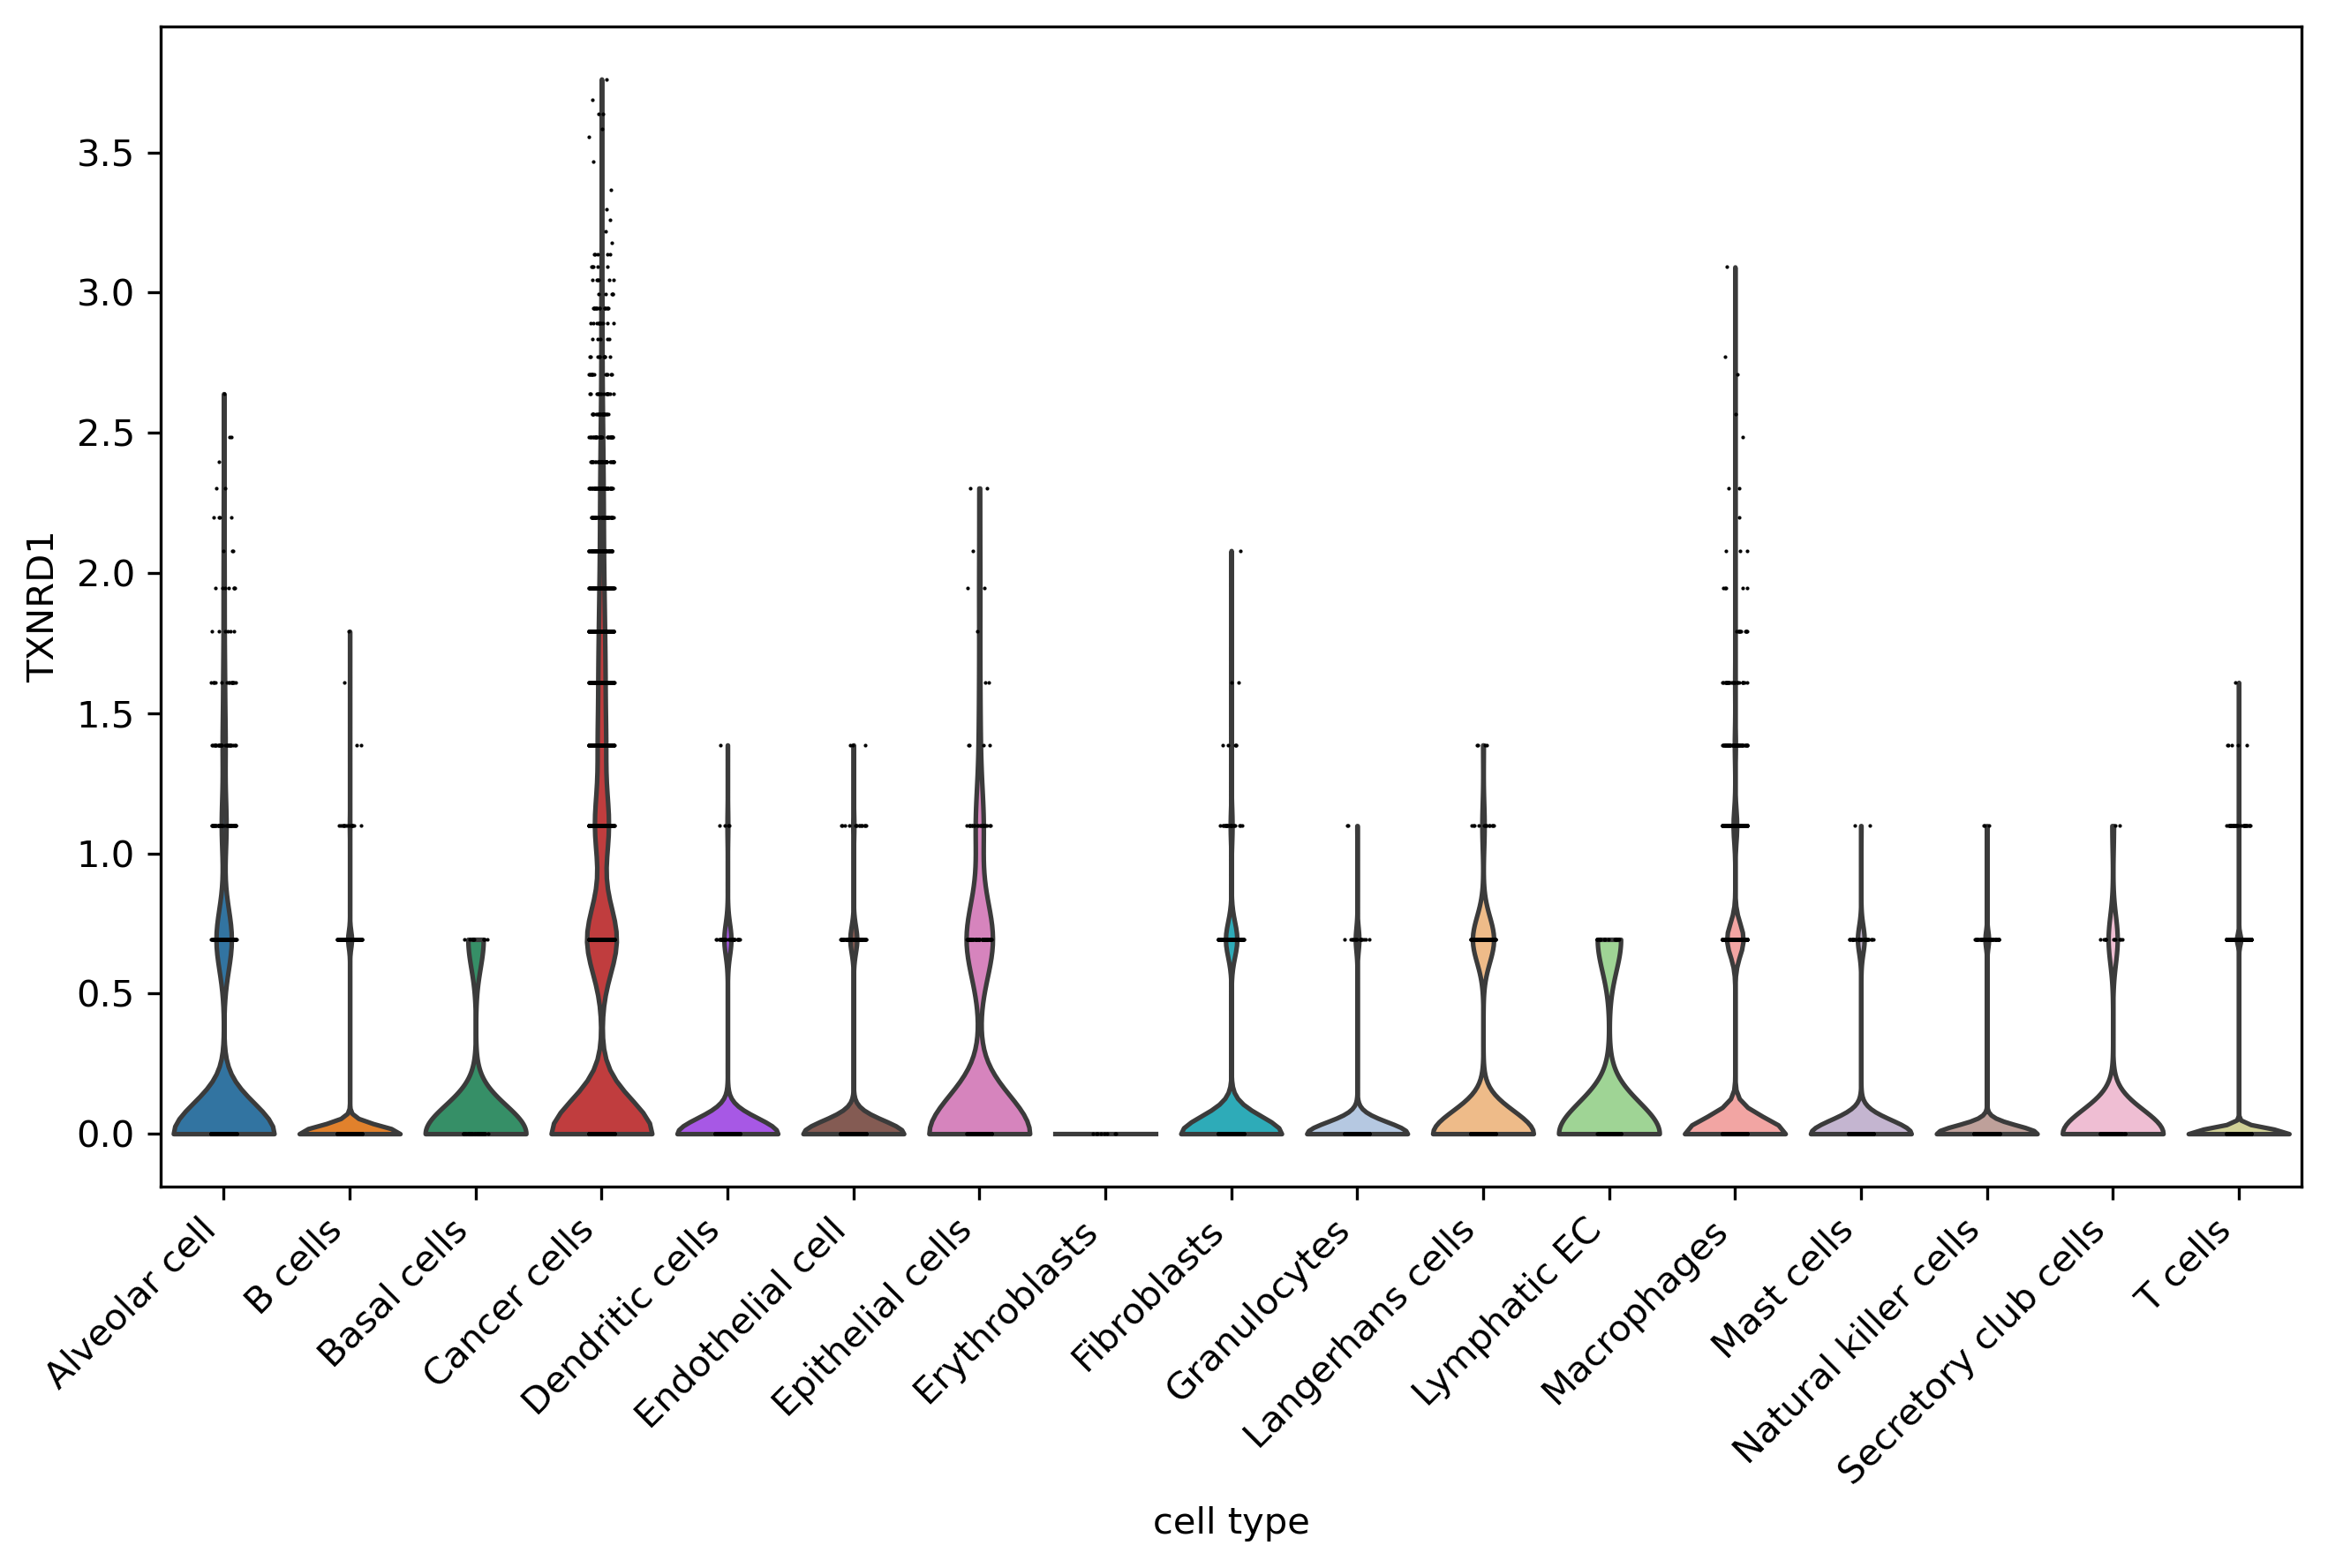 TXNRD1
3.5
3.0
2.5
2.0
1.5
1.0
0.5
0.0
Alveolar cell
B cells
Basal cells
Cancer cells
Dendritic cells
Endothelial cell
Epithelial cells
Erythroblasts
Fibroblasts
Granulocytes
Langerhans cells
Lymphatic EC
Macrophages
Mast cells
Natural killer cells
Secretory club cells
T cells
cell type